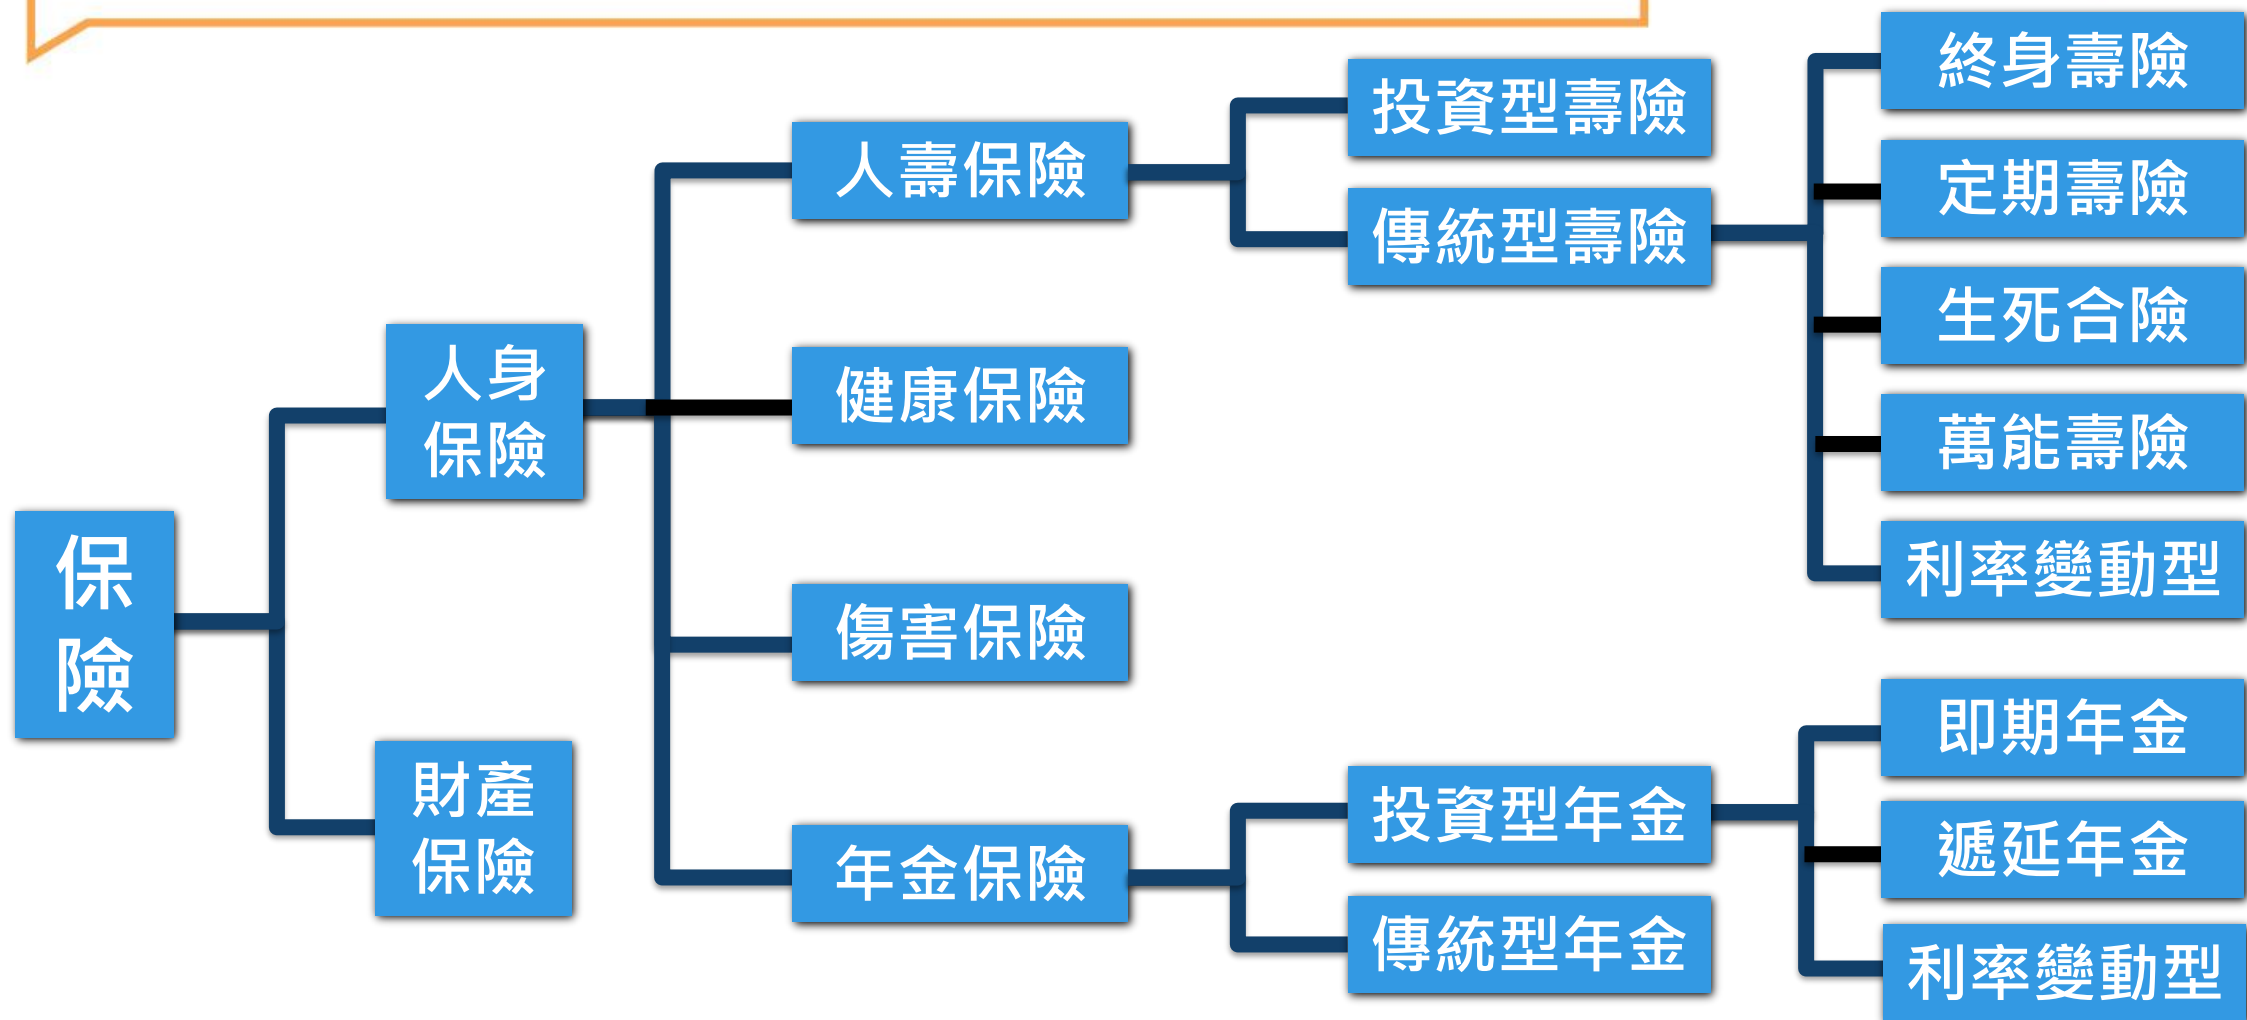 保
險
人身
保險
財產
保險
人壽保險
健康保險
傷害保險
年金保險
投資型壽險
傳統型壽險
投資型年金
傳統型年金
終身壽險
定期壽險
生死合險
萬能壽險
利率變動型
即期年金
遞延年金
利率變動型